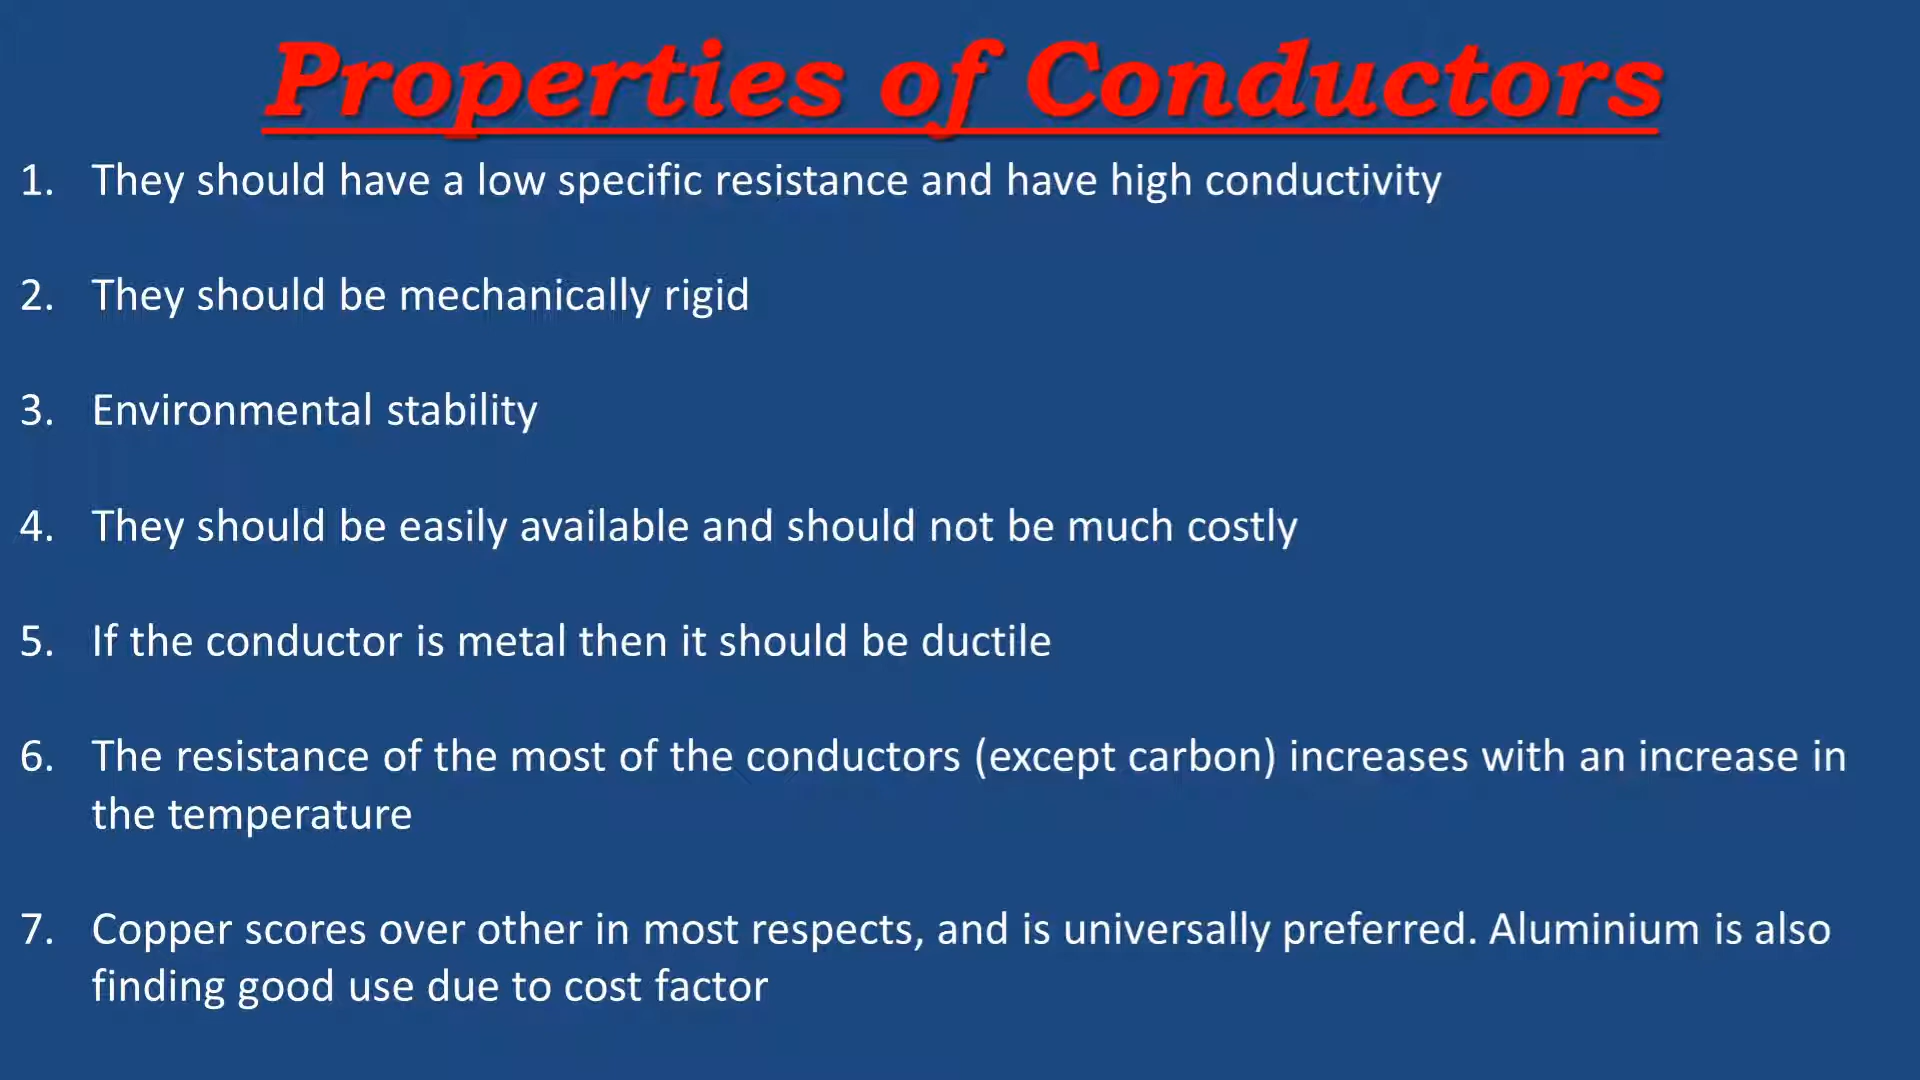 Properties of Conductors
1. They should have a low specific resistance and have high conductivity
2. They should be mechanically rigid
3. Environmental stability
4. They should be easily available and should not be much costly
5. If the conductor is metal then it should be ductile
6. The resistance of the most of the conductors (except carbon) increases with an increase in
the temperature
7. Copper scores over other in most respects, and is universally preferred. Aluminium is also
finding good use due to cost factor